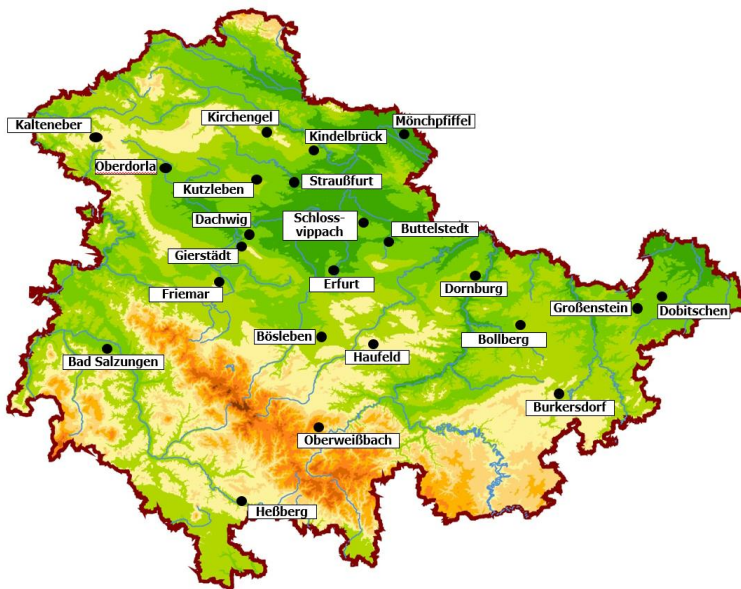 Kalteneber
Kirchengel
Mönchpfiffel
Kindelbrück
Oberdorla
Kutzleben
Straußfurt
Dachwig
Schloss-
vippach
Buttelstedt
Gierstädt
Friemar
Erfurt
Dornburg
Großenstein
Dobitschen
Bösleben
Haufeld
Bollberg
Bad Salzungen
Burkersdorf
Oberweißbach
Heßberg